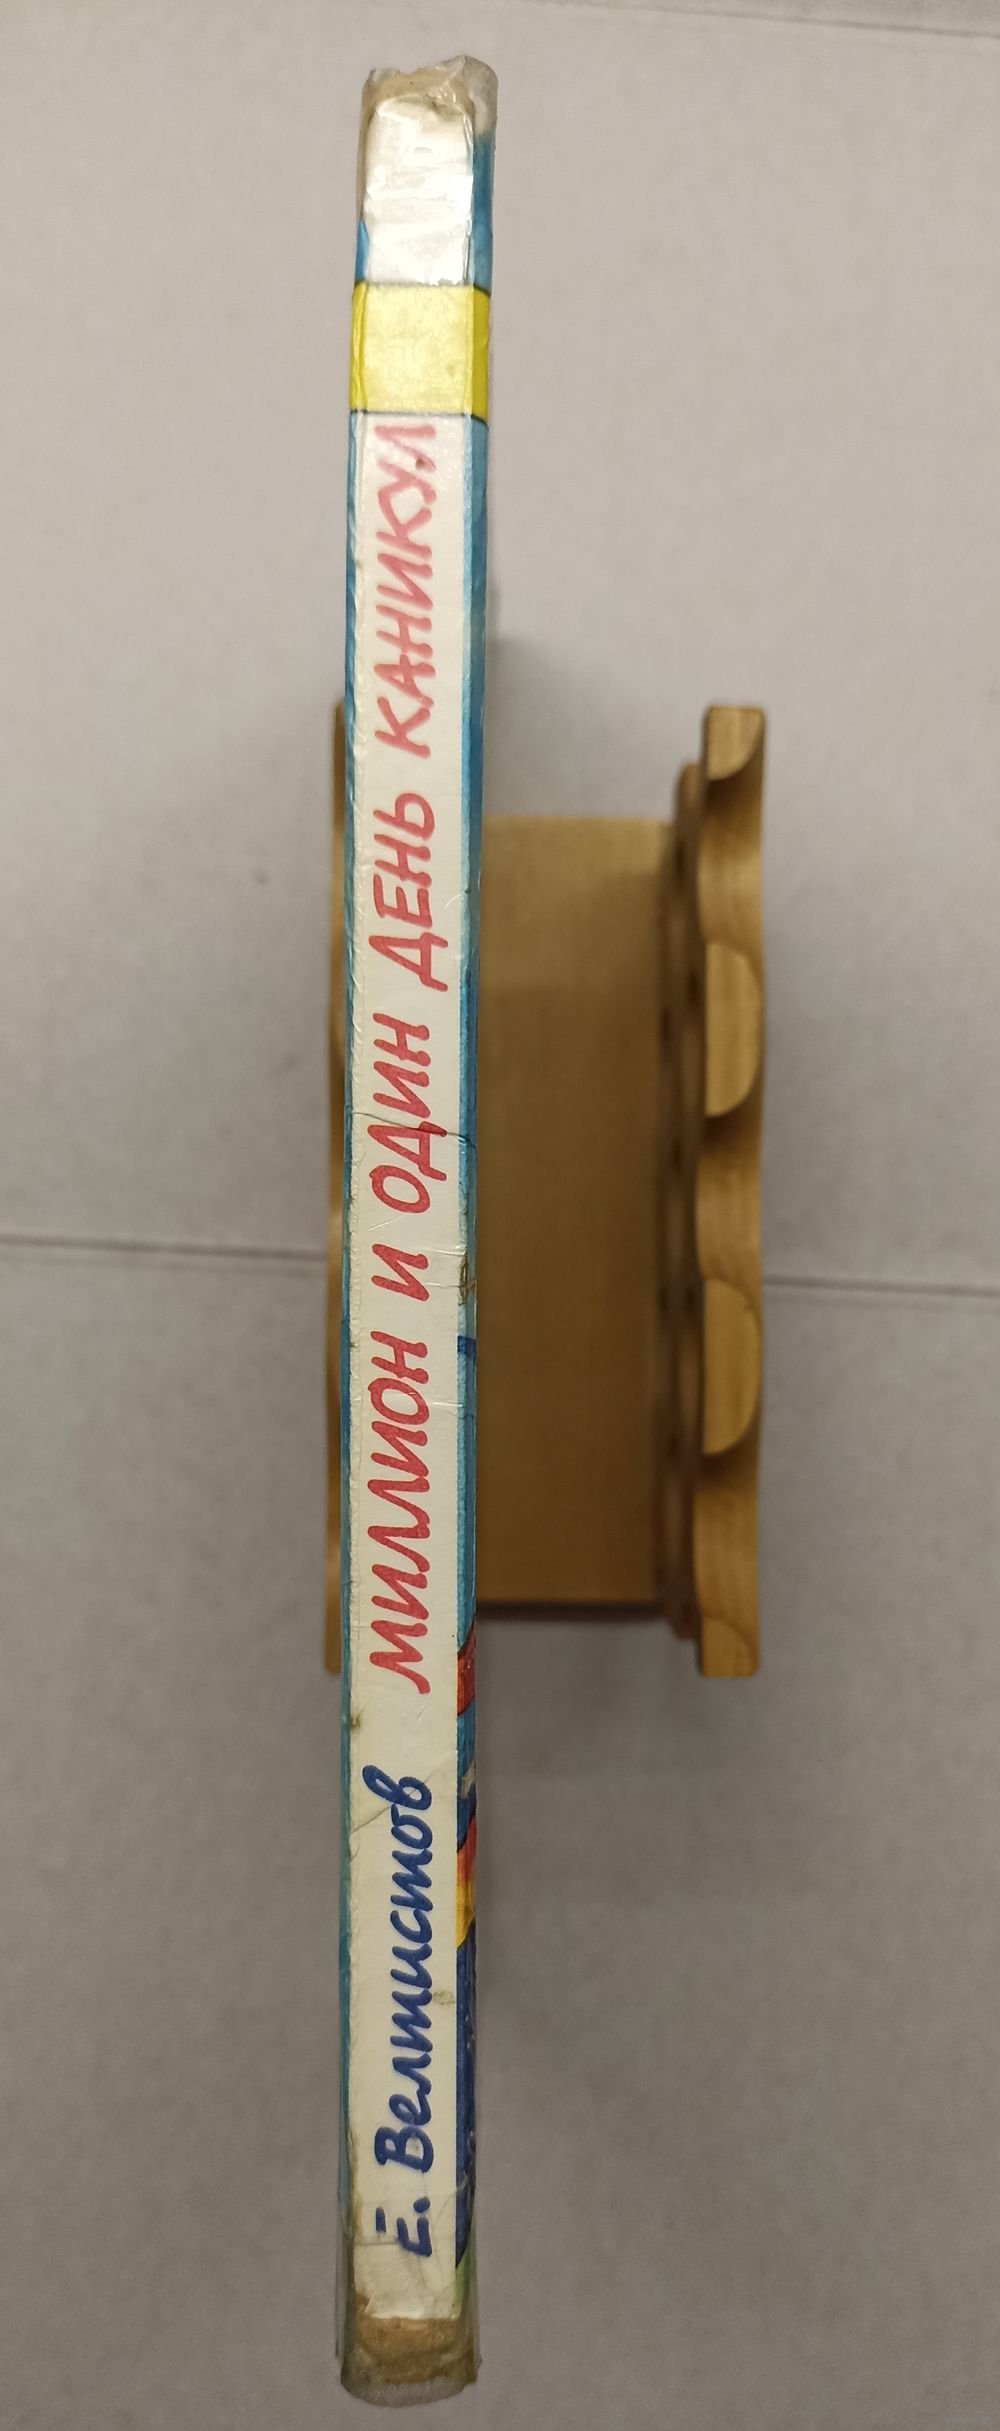 Е. Велтистов МИЛЛИОН И ОДИН ДЕНЬ КАНИКУЛ